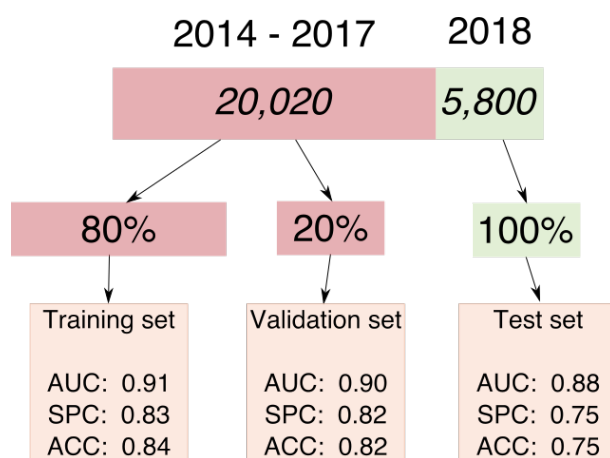 2014 - 2017 2018
20,020 5,800
80% 20% 100%
Training set Validation set Test set
AUC: 0.91 AUC: 0.90 AUC: 0.88
SPC: 0.83 SPC: 0.82 SPC: 0.75
ACC: 0.84 ACC: 0.82 ACC: 0.75